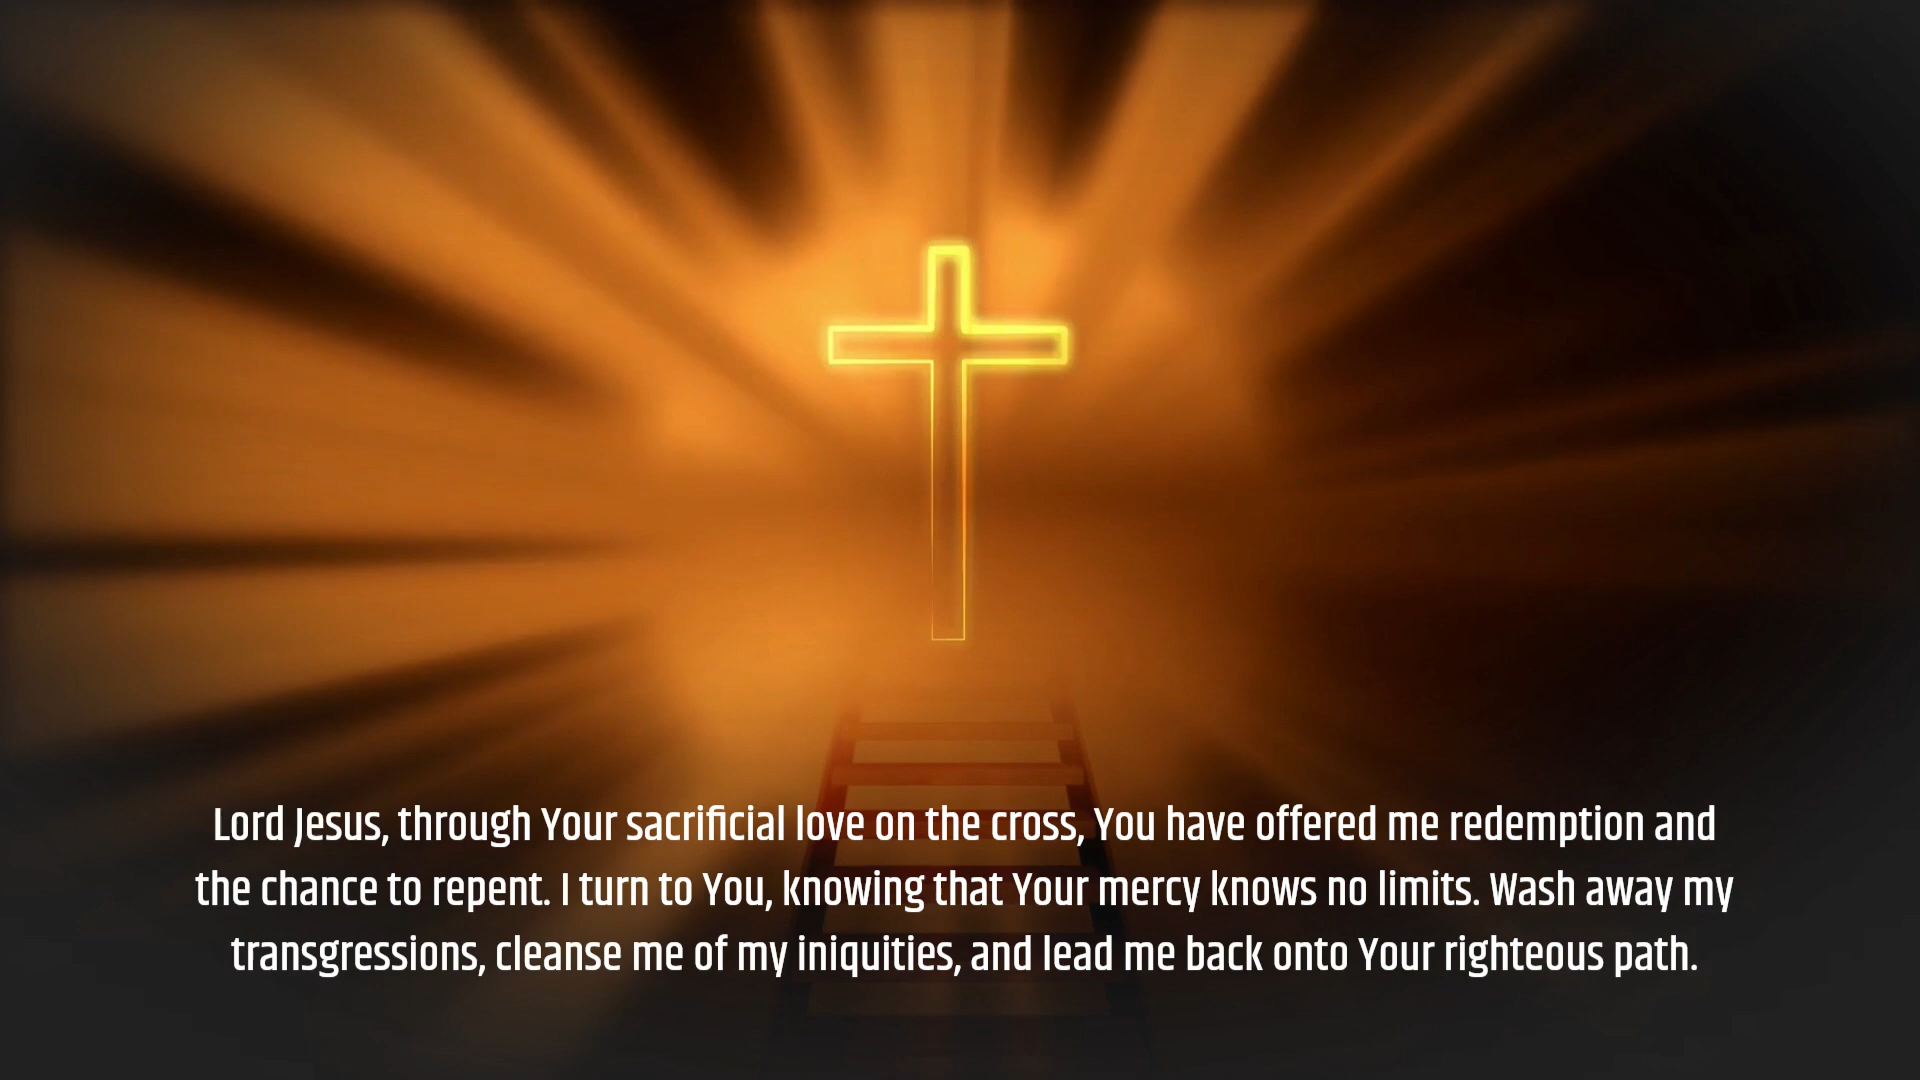 Lord Jesus, through Your sacrificial love on the cross, You have offered me redemption and
the chance to repent. I turn to You, knowing that Your mercy knows no limits. Wash away my
transgressions, cleanse me of my iniquities, and lead me back onto Your righteous path.